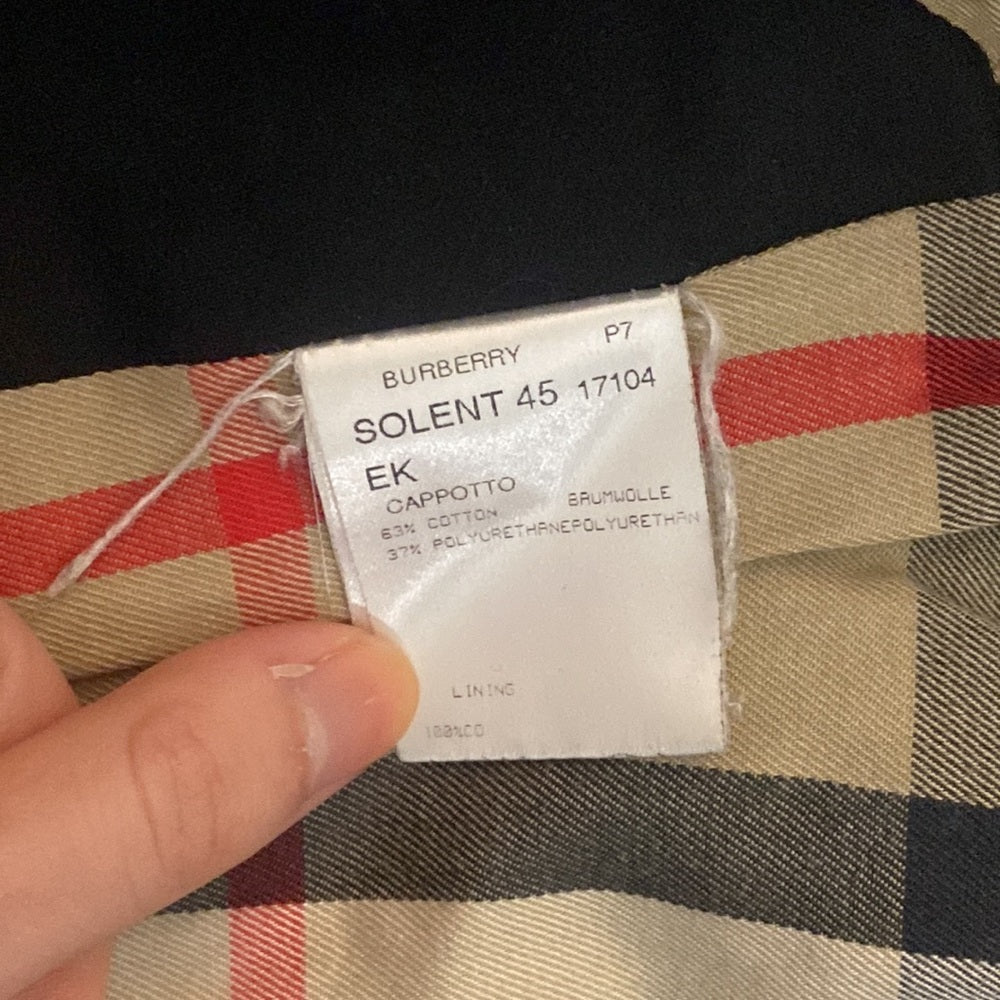 BURBERRY P7
SOLENT 45 17104
EK
CAPPOTTO
63% COTTON BAUMWOLLE
37% POLYURETHANEPOLYURETHAN
LINING
100%CO